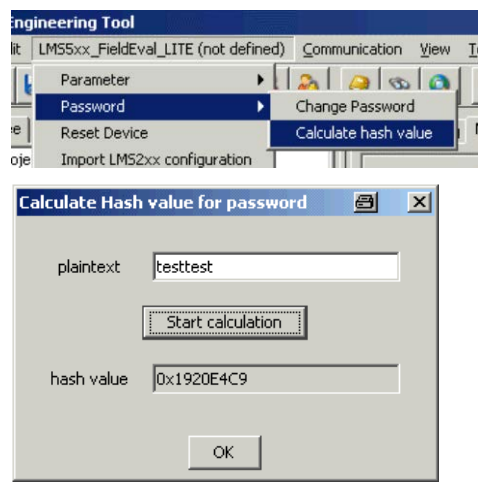 Engineering Tool
dit LMS5xx_FieldEval_LITE (not defined) Communication View
Parameter
Password Change Password
Reset Device Calculate hash value
Import LMS2xx configuration
Calculate Hash value for password
plaintext testtest
Start calculation
hash value 0x1920E4C9
OK